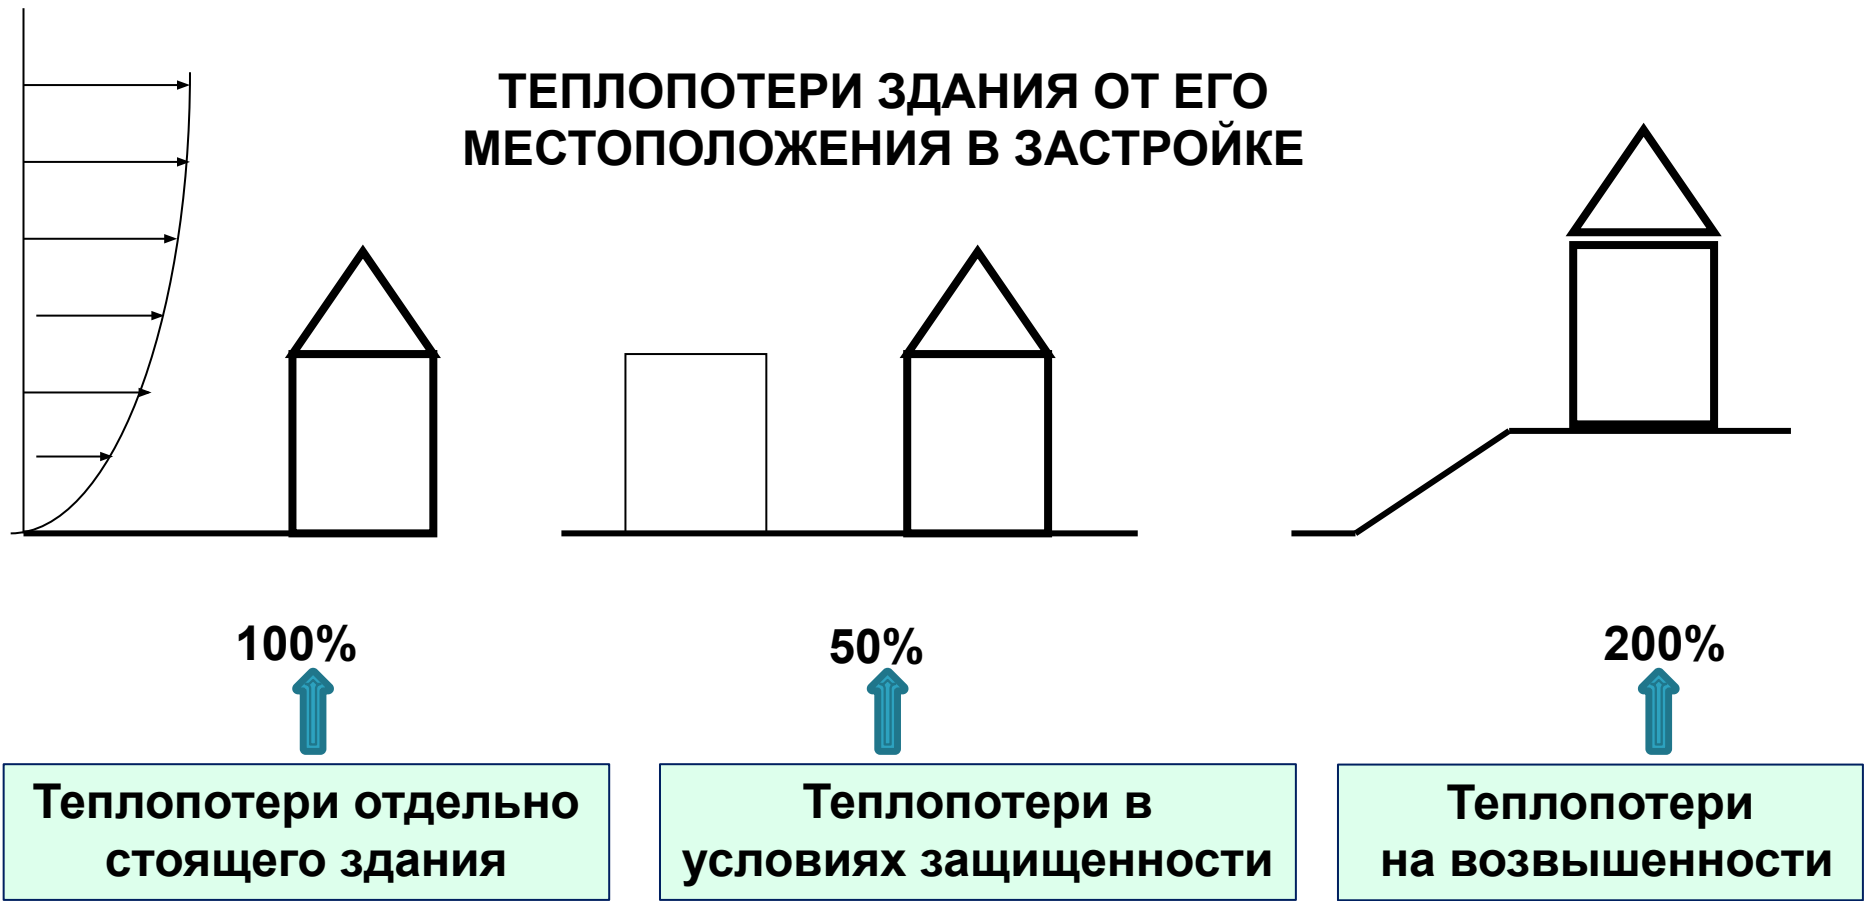 ТЕПЛОПОТЕРИ ЗДАНИЯ ОТ ЕГО
МЕСТОПОЛОЖЕНИЯ В ЗАСТРОЙКЕ
100%
50%
200%
Теплопотери отдельно
стоящего здания
Теплопотери в
условиях защищенности
Теплопотери
на возвышенности